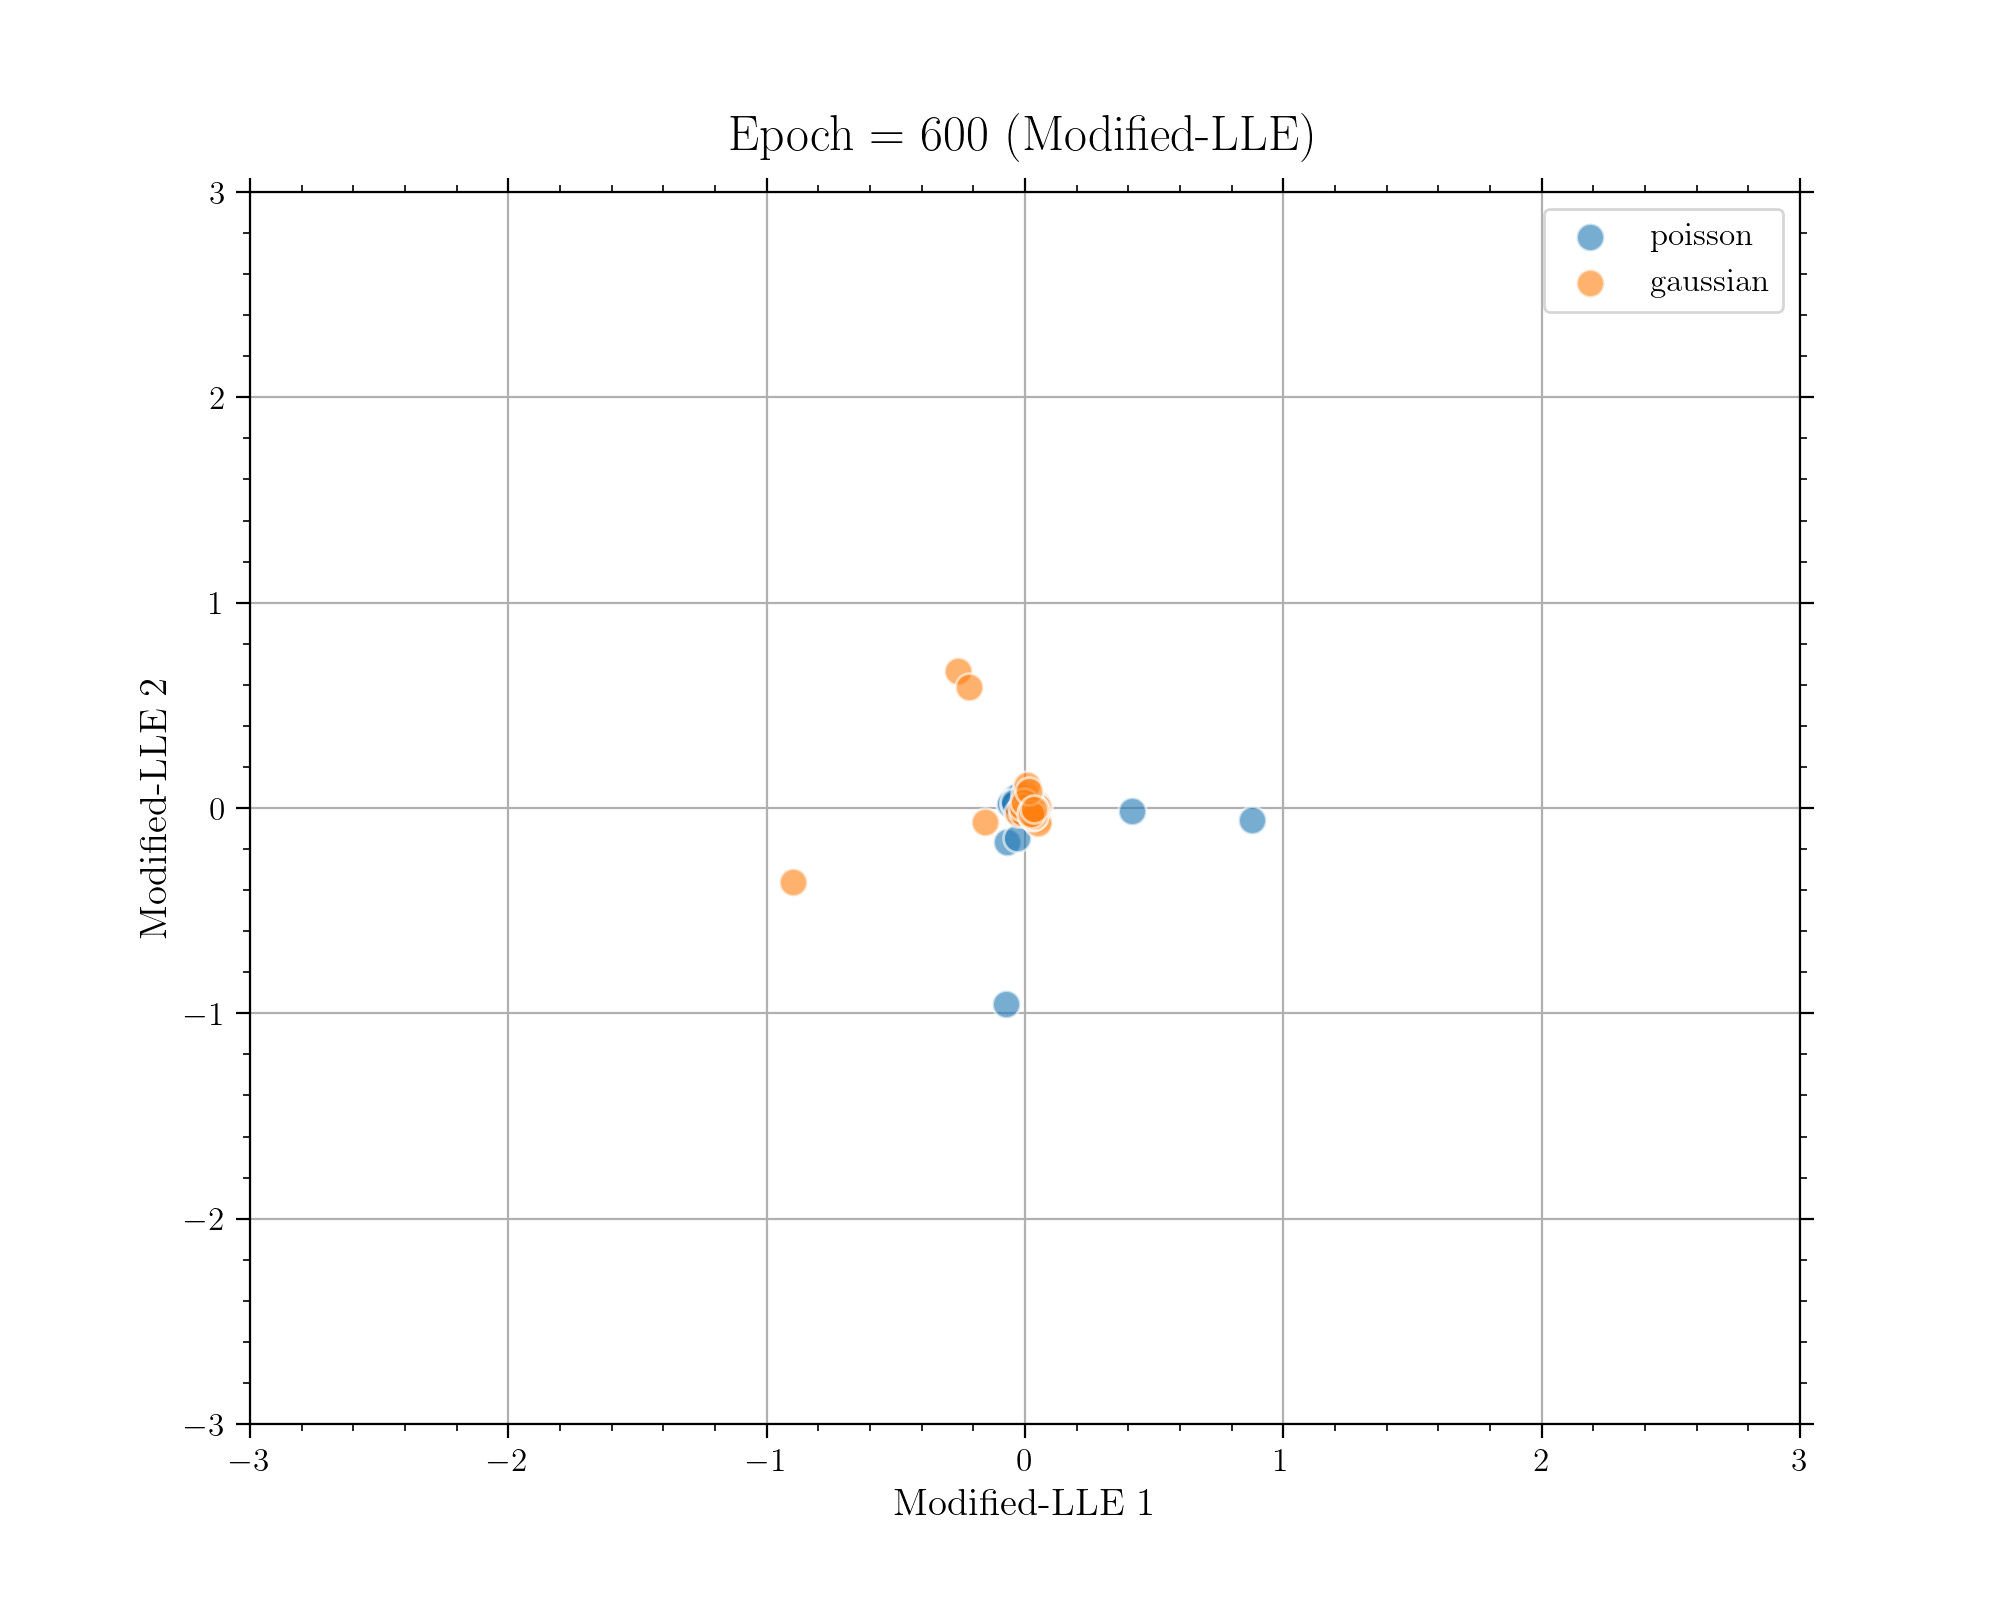 Epoch = 600 (Modified-LLE)
poisson
gaussian
3
2
1
0
−1
−2
−3
Modified-LLE 2
−3
−2
−1
0
1
2
3
Modified-LLE 1